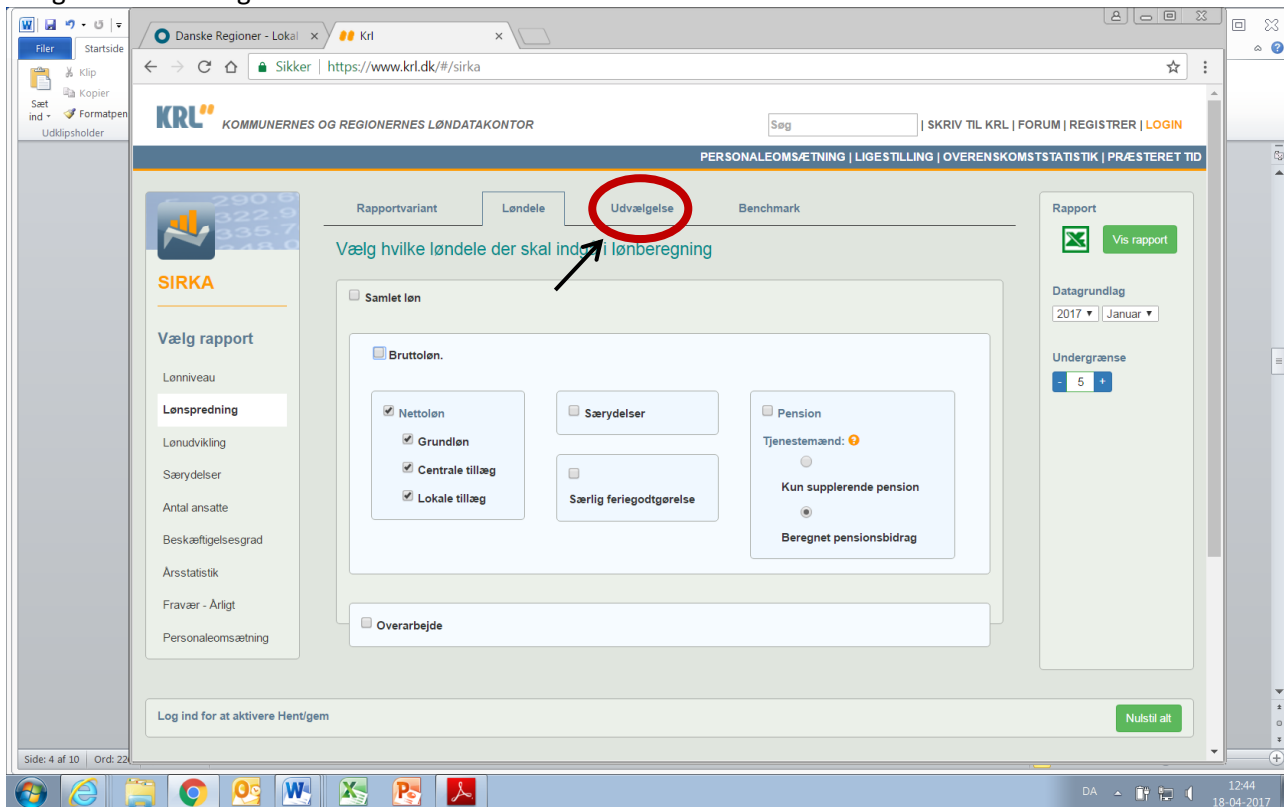 Filer Startside
Klip
Kopier
Sæt
ind
Formatpen
Udklipsholder
Danske Regioner - Lokal
Krl
Sikker | https://www.krl.dk/#/sirka
KRL
KOMMUNERNES OG REGIONERNES LØNDATAKONTOR
Søg
| SKRIV TIL KRL | FORUM | REGISTRER | LOGIN
PERSONALEOMSÆTNING | LIGESTILLING | OVERENSKOMSTSTATISTIK | PRÆSTERET TID
Rapportvariant Løndele Udvælgelse Benchmark
Vælg hvilke løndele der skal indgå i lønberegning
SIRKA
Vælg rapport
Lønniveau
Lønspredning
Lønudvikling
Særydelser
Antal ansatte
Beskæftigelsesgrad
Årsstatistik
Fravær - Årligt
Personaleomsætning
Samlet løn
Bruttoløn.
Nettoløn
Grundløn
Centrale tillæg
Lokale tillæg
Særydelser
Særlig feriegodtgørelse
Pension
Tjenestemænd:
Kun supplerende pension
Beregnet pensionsbidrag
Overarbejde
Rapport
Vis rapport
Datagrundlag
2017 Januar
Undergrænse
- 5 +
Log ind for at aktivere Hent/gem
Nulstil alt
Side: 4 af 10 Ord: 22
DA
12:44
18-04-2017